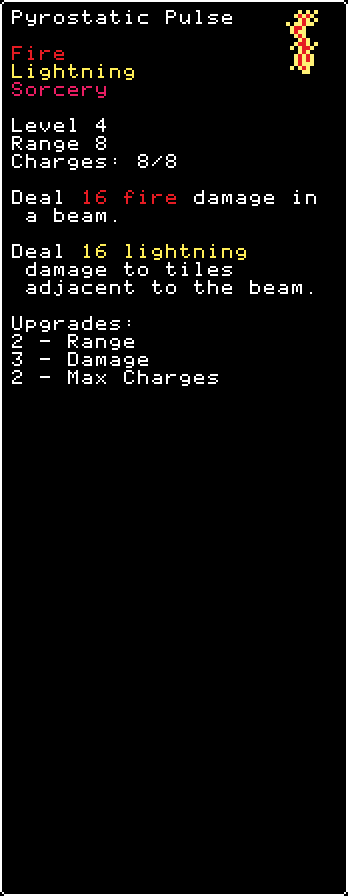 Pyrostatic Pulse
Fire
Lightning
Sorcery
Level 4
Range 8
Charges: 8/8
Deal 16 fire damage in
a beam.
Deal 16 lightning
damage to tiles
adjacent to the beam.
Upgrades:
2 - Range
3 - Damage
2 - Max Charges